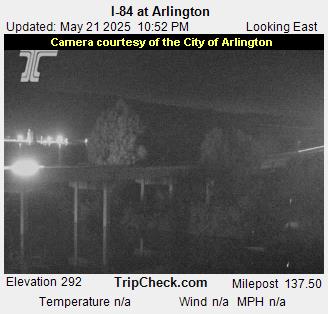 I-84 at Arlington
Updated: May 21 2025 10:52 PM Looking East
Camera courtesy of the City of Arlington
Elevation 292 TripCheck.com Milepost 137.50
Temperature n/a Wind n/a MPH n/a